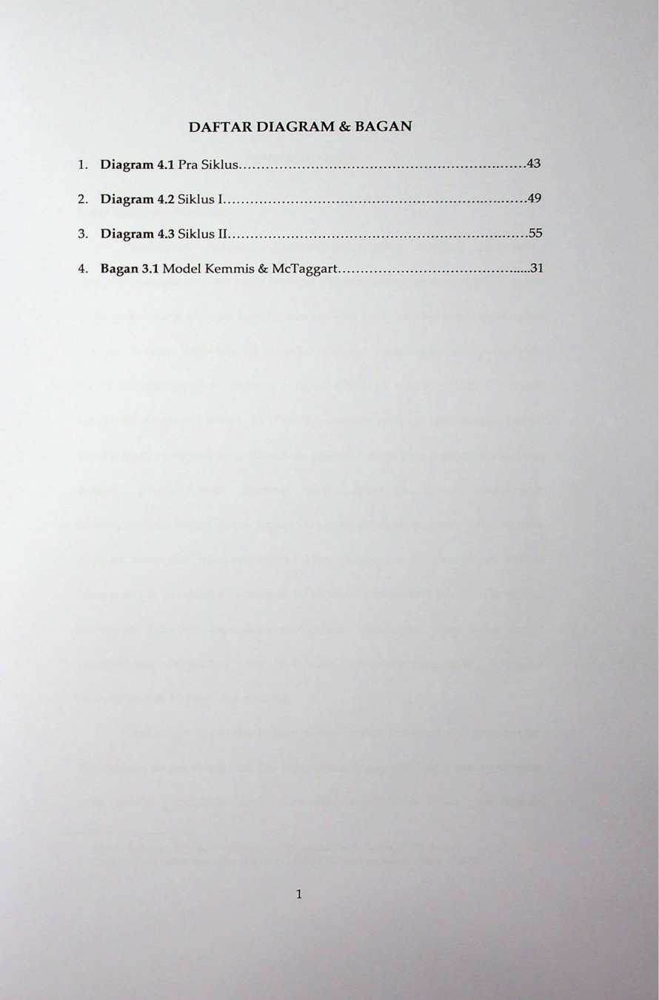 DAFTAR DIAGRAM & BAGAN
1. Diagram 4.1 Pra Siklus....................................................................43
2. Diagram 4.2 Siklus I........................................................................49
3. Diagram 4.3 Siklus II.......................................................................55
4. Bagan 3.1 Model Kemmis & McTaggart.............................................31
1